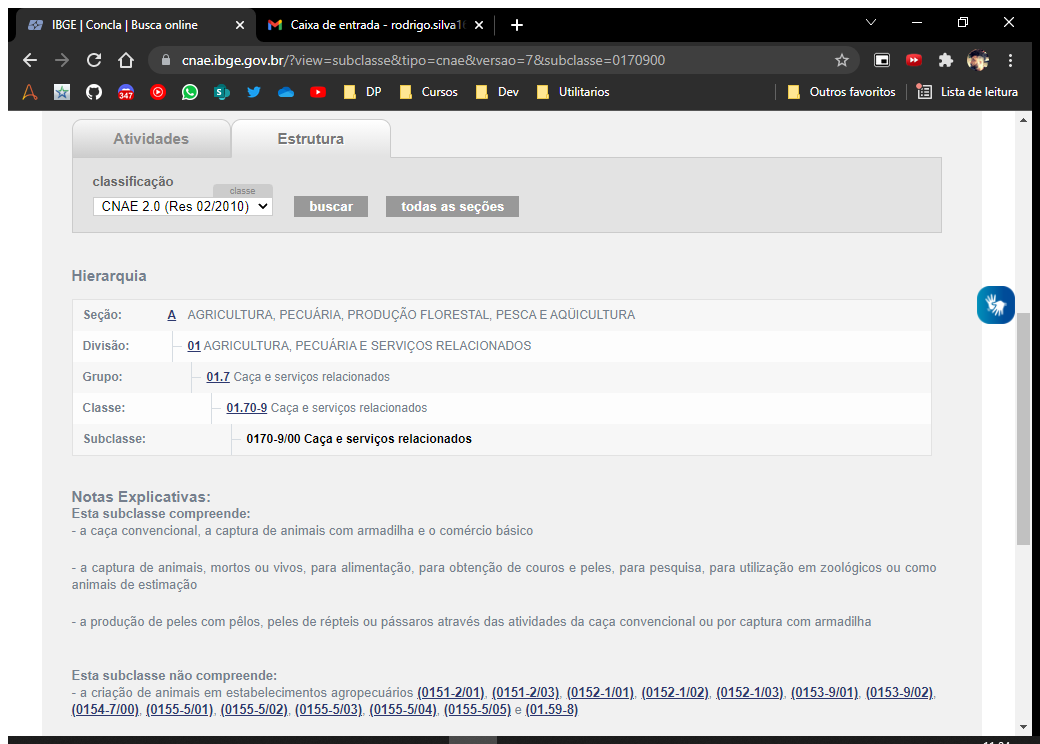 IBGE | Concla | Busca online
Caixa de entrada - rodrigo.silva1
cnae.ibge.gov.br/?view=subclasse&tipo=cnae&versao=7&subclasse=0170900
347 S DP Cursos Dev Utilitarios Outros favoritos Lista de leitura
Atividades Estrutura
classificação
classe
CNAE 2.0 (Res 02/2010) buscar todas as seções
Hierarquia
Seção: A AGRICULTURA, PECUÁRIA, PRODUÇÃO FLORESTAL, PESCA E AQÜICULTURA
Divisão: 01 AGRICULTURA, PECUÁRIA E SERVIÇOS RELACIONADOS
Grupo: 01.7 Caça e serviços relacionados
Classe: 01.70-9 Caça e serviços relacionados
Subclasse: 0170-9/00 Caça e serviços relacionados
Notas Explicativas:
Esta subclasse compreende:
- a caça convencional, a captura de animais com armadilha e o comércio básico
- a captura de animais, mortos ou vivos, para alimentação, para obtenção de couros e peles, para pesquisa, para utilização em zoológicos ou como
animais de estimação
- a produção de peles com pêlos, peles de répteis ou pássaros através das atividades da caça convencional ou por captura com armadilha
Esta subclasse não compreende:
- a criação de animais em estabelecimentos agropecuários (0151-2/01), (0151-2/03), (0152-1/01), (0152-1/02), (0152-1/03), (0153-9/01), (0153-9/02),
(0154-7/00), (0155-5/01), (0155-5/02), (0155-5/03), (0155-5/04), (0155-5/05) e (01.59-8)